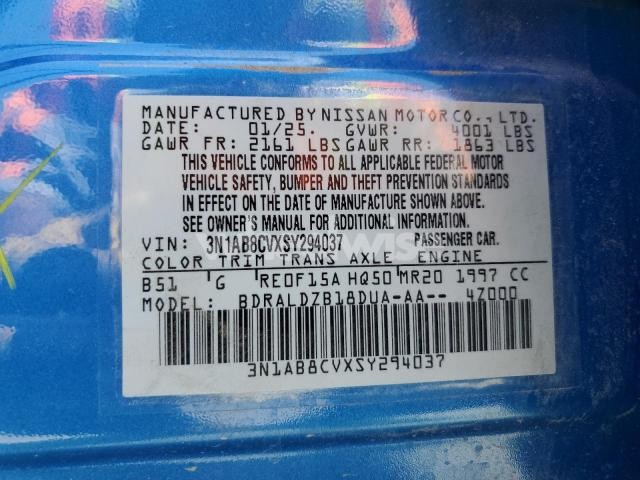 MANUFACTURED BY NISSAN MOTOR CO., LTD.
DATE: 01/25. GVWR: 4001 LBS
GAWR FR: 2161 LBS GAWR RR: 1863 LBS
THIS VEHICLE CONFORMS TO ALL APPLICABLE FEDERAL MOTOR
VEHICLE SAFETY, BUMPER AND THEFT PREVENTION STANDARDS
IN EFFECT ON THE DATE OF MANUFACTURE SHOWN ABOVE.
SEE OWNER'S MANUAL FOR ADDITIONAL INFORMATION.
VIN: 3N1AB8CVXSY294037 PASSENGER CAR.
COLOR TRIM TRANS AXLE ENGINE
B51 G RE0F15A HQ50 MR20 1997 CC
MODEL: BDRALDZB18DUA-AA-- 4Z000
3N1AB8CVXSY294037